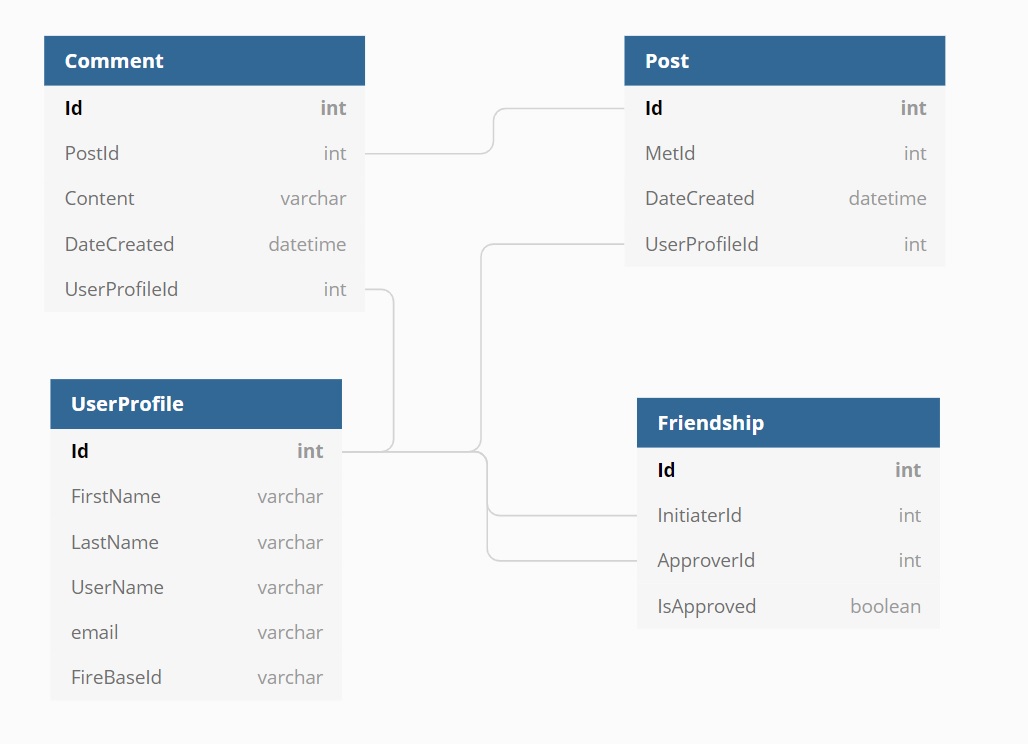 Comment
Id int
PostId int
Content varchar
DateCreated datetime
UserProfileId int
Post
Id int
MetId int
DateCreated datetime
UserProfileId int
UserProfile
Id int
FirstName varchar
LastName varchar
UserName varchar
email varchar
FireBaseId varchar
Friendship
Id int
InitiaterId int
ApproverId int
IsApproved boolean